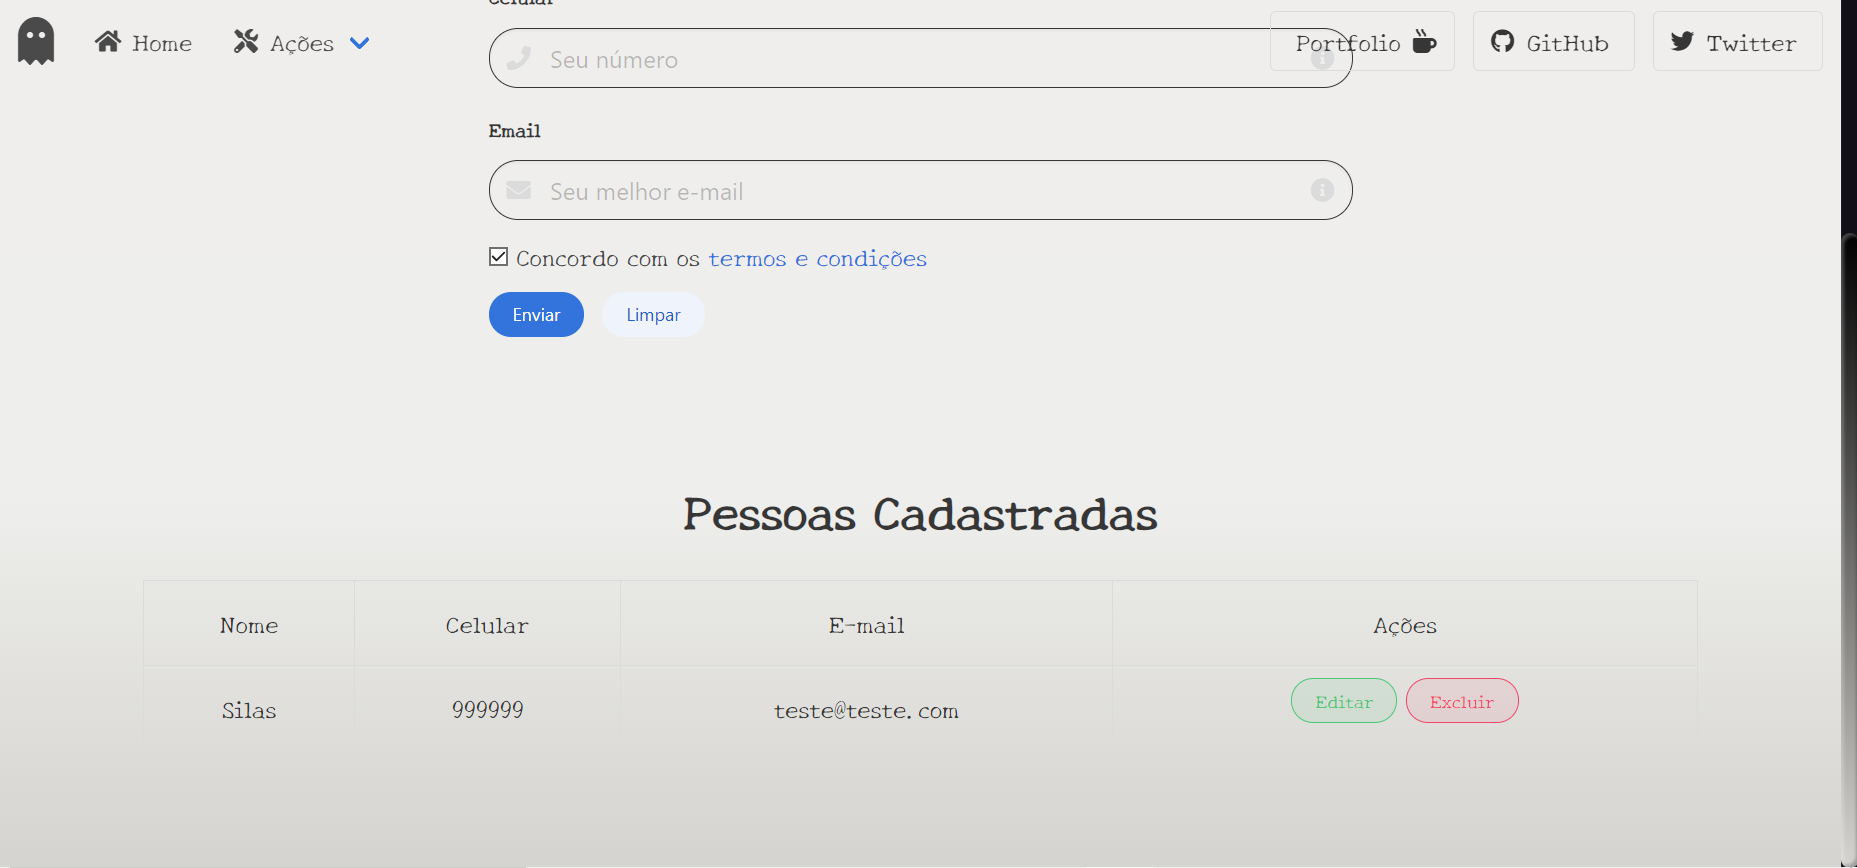 Celular
Home Ações Portfolio GitHub Twitter
Seu número
Email
Seu melhor e-mail
Concordo com os termos e condições
Enviar Limpar
Pessoas Cadastradas
Nome Celular E-mail Ações
Silas 999999 teste@teste.com Editar Excluir